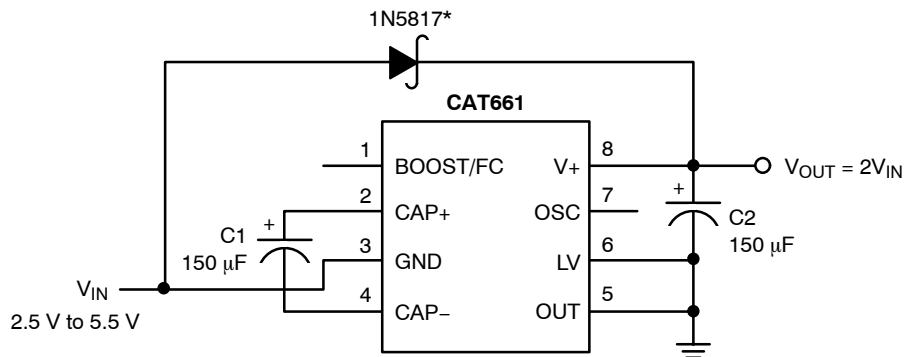 1N5817*
CAT661
1
BOOST/FC
V+
8
VOUT = 2VIN
2
CAP+
OSC
7
+
C1
150 μF
+
C2
150 μF
3
GND
LV
6
VIN
2.5 V to 5.5 V
4
CAP−
OUT
5